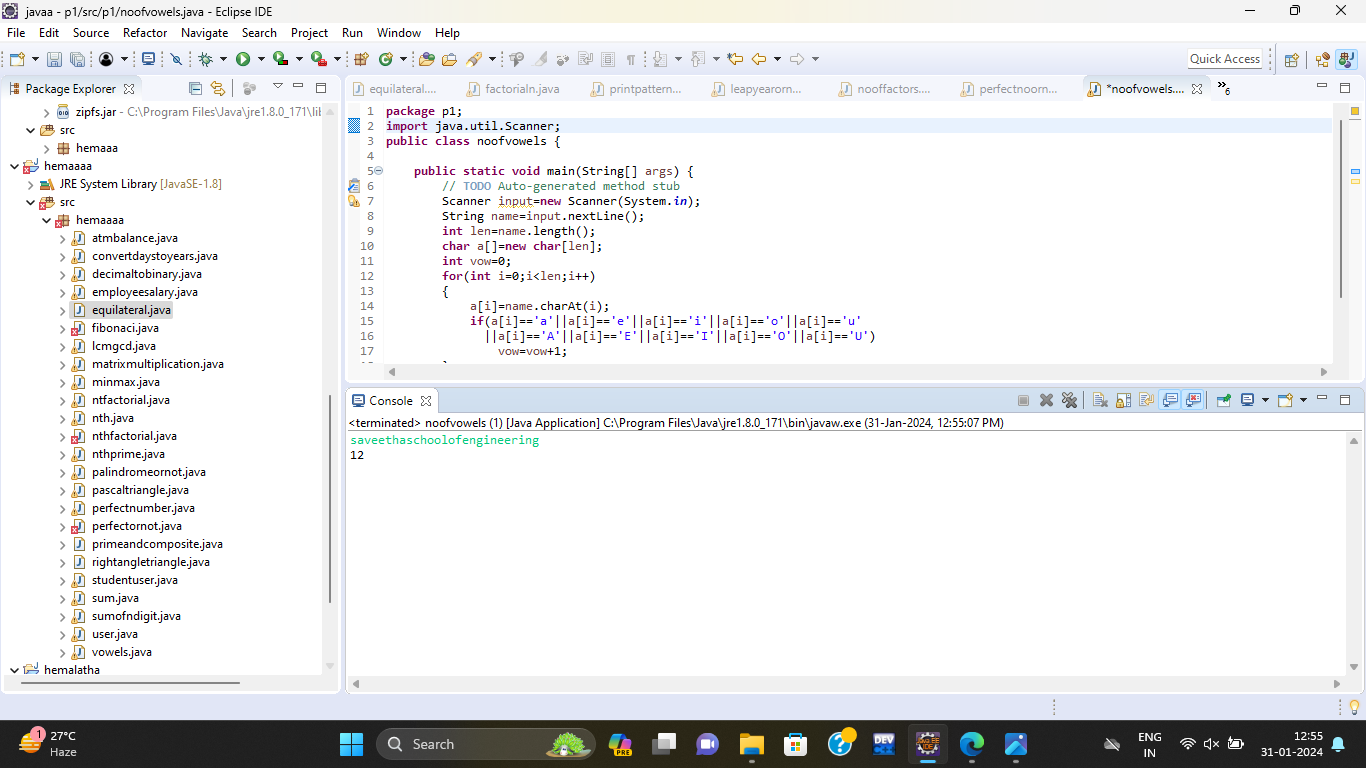 javaa - p1/src/p1/noofvowels.java - Eclipse IDE
File Edit Source Refactor Navigate Search Project Run Window Help
Quick Access
Package Explorer
zipfs.jar - C:\Program Files\Java\jre1.8.0_171\lib
src
hemaaa
hemaaaa
JRE System Library [JavaSE-1.8]
src
hemaaaa
atmbalance.java
convertdaystoyears.java
decimaltobinary.java
employeesalary.java
equilateral.java
fibonaci.java
lcmgcd.java
matrixmultiplication.java
minmax.java
ntfactorial.java
nth.java
nthfactorial.java
nthprime.java
palindromeornot.java
pascaltriangle.java
perfectnumber.java
perfectornot.java
primeandcomposite.java
rightangletriangle.java
studentuser.java
sum.java
sumofndigit.java
user.java
vowels.java
hemalatha
equilateral.... factorialn.java printpattern.... leapyearorn.... nooffactors.... perfectnoorn... *noofvowels.... »6
1 package p1;
2 import java.util.Scanner;
3 public class noofvowels {
4
5 public static void main(String[] args) {
6 // TODO Auto-generated method stub
7 Scanner input=new Scanner(System.in);
8 String name=input.nextLine();
9 int len=name.length();
10 char a[]=new char[len];
11 int vow=0;
12 for(int i=0;i<len;i++)
13 {
14 a[i]=name.charAt(i);
15 if(a[i]=='a'||a[i]=='e'||a[i]=='i'||a[i]=='o'||a[i]=='u'
16 ||a[i]=='A'||a[i]=='E'||a[i]=='I'||a[i]=='O'||a[i]=='U')
17 vow=vow+1;
Console
<terminated> noofvowels (1) [Java Application] C:\Program Files\Java\jre1.8.0_171\bin\javaw.exe (31-Jan-2024, 12:55:07 PM)
saveethaschoolofengineering
12
1
27°C
Haze
Search
PRE
DEV
JAVA EE
IDE
ENG
IN
12:55
31-01-2024